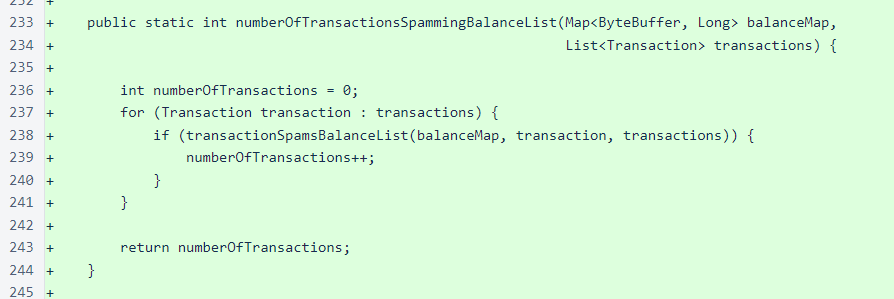 233 +    public static int numberOfTransactionsSpammingBalanceList(Map<ByteBuffer, Long> balanceMap,
234 +                                                              List<Transaction> transactions) {
235 +
236 +        int numberOfTransactions = 0;
237 +        for (Transaction transaction : transactions) {
238 +            if (transactionSpamsBalanceList(balanceMap, transaction, transactions)) {
239 +                numberOfTransactions++;
240 +            }
241 +        }
242 +
243 +        return numberOfTransactions;
244 +    }
245 +